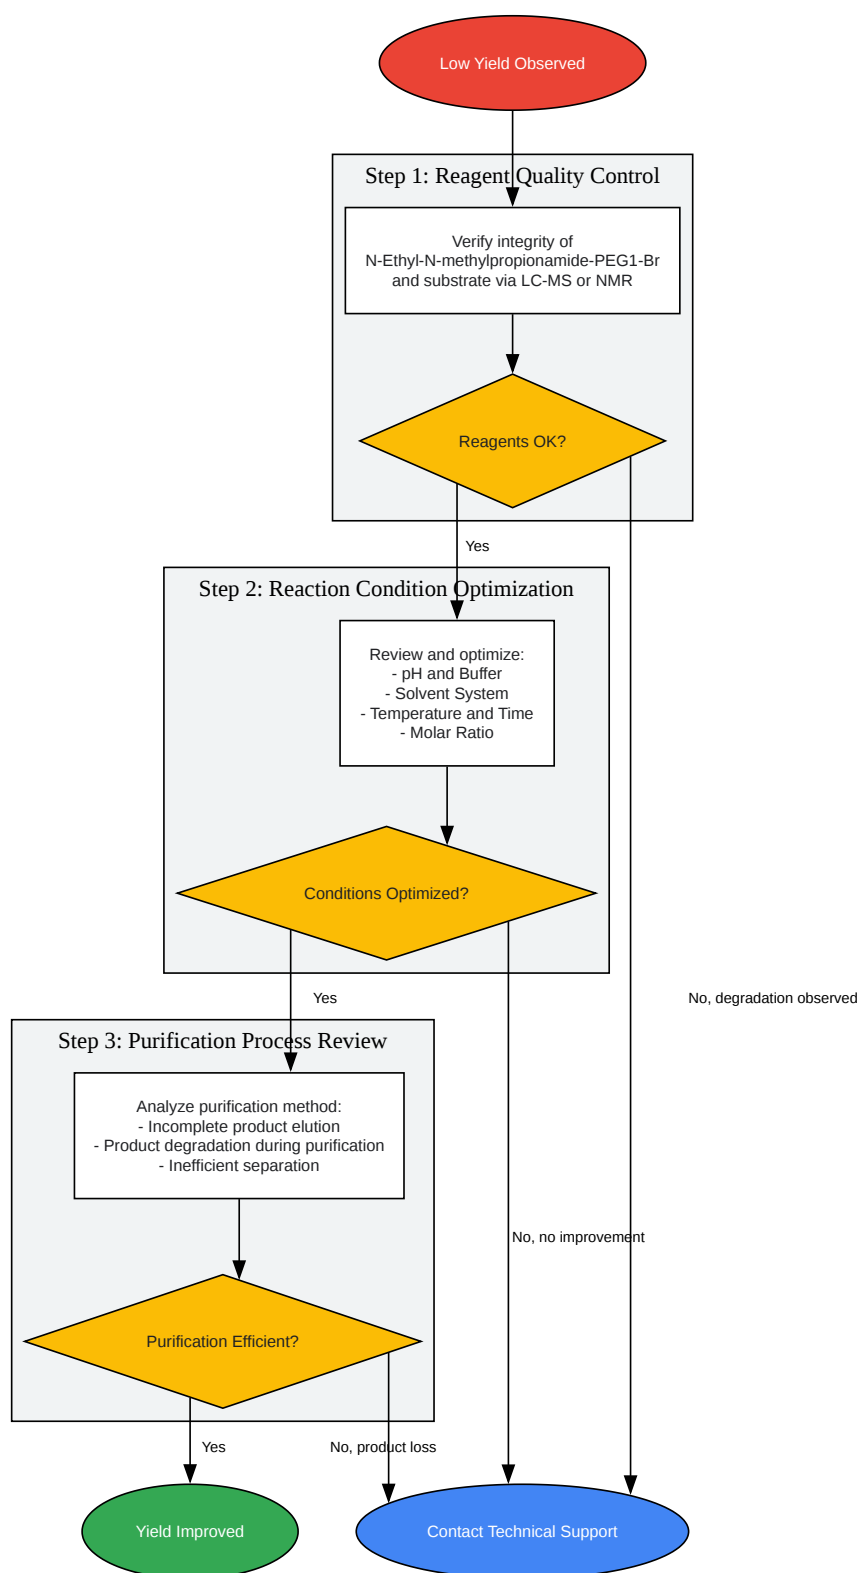 Low Yield Observed
Step 1: Reagent Quality Control
Verify integrity of
N-Ethyl-N-methylpropionamide-PEG1-Br
and substrate via LC-MS or NMR
Reagents OK?
Yes
Step 2: Reaction Condition Optimization
Review and optimize:
- pH and Buffer
- Solvent System
- Temperature and Time
- Molar Ratio
Conditions Optimized?
Yes
No, degradation observed
Step 3: Purification Process Review
Analyze purification method:
- Incomplete product elution
- Product degradation during purification
- Inefficient separation
No, no improvement
Purification Efficient?
Yes
No, product loss
Yield Improved
Contact Technical Support